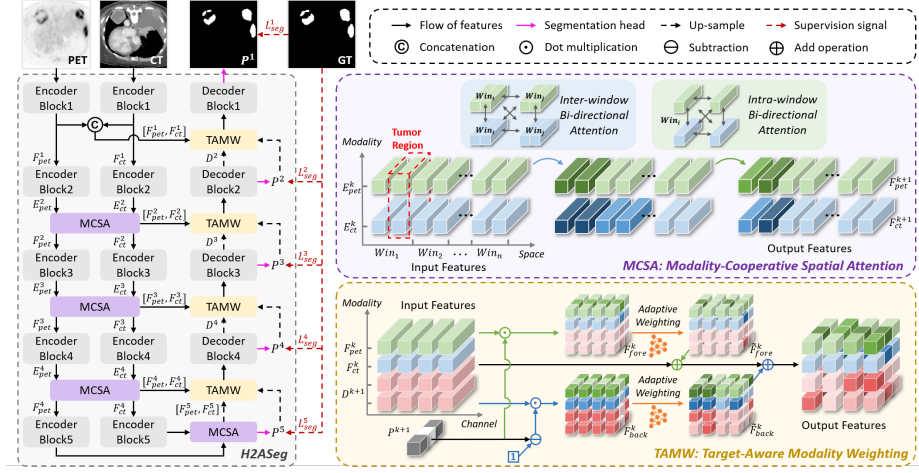 PET
CT
P¹
GT
L¹seg
Flow of features
Segmentation head
Up-sample
Supervision signal
C Concatenation
Dot multiplication
Subtraction
Add operation
Encoder Block1
Encoder Block1
Decoder Block1
C
[F¹pet, F¹ct]
TAMW
F¹pet
F¹ct
D²
Encoder Block2
Encoder Block2
Decoder Block2
P²
L²seg
E²pet
E²ct
[F²pet, F²ct]
MCSA
TAMW
F²pet
F²ct
D³
Encoder Block3
Encoder Block3
Decoder Block3
P³
L³seg
E³pet
E³ct
[F³pet, F³ct]
MCSA
TAMW
F³pet
F³ct
D⁴
Encoder Block4
Encoder Block4
Decoder Block4
P⁴
L⁴seg
E⁴pet
E⁴ct
[F⁴pet, F⁴ct]
MCSA
TAMW
F⁴pet
F⁴ct
[F⁵pet, F⁵ct]
Encoder Block5
Encoder Block5
MCSA
P⁵
L⁵seg
H2ASeg
Win_i
Win_j
Win_i
Win_j
Inter-window
Bi-directional
Attention
Win_i
Intra-window
Bi-directional
Attention
Modality
Tumor
Region
E^k_pet
E^k_ct
F^{k+1}_pet
F^{k+1}_ct
Win_1
Win_2
...
Win_n
Space
Input Features
Output Features
MCSA: Modality-Cooperative Spatial Attention
Modality
Input Features
F^k_pet
F^k_ct
D^{k+1}
Channel
P^{k+1}
1
Adaptive
Weighting
F^k_fore
F̃^k_fore
Adaptive
Weighting
F^k_back
F̃^k_back
Output Features
TAMW: Target-Aware Modality Weighting